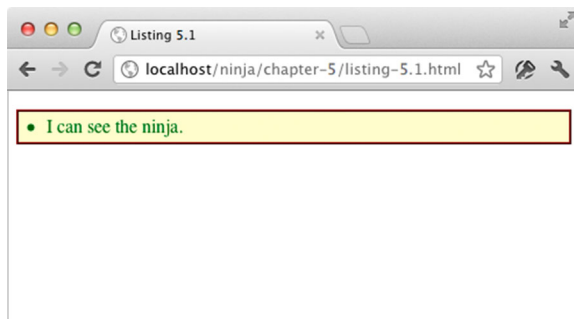 Listing 5.1
localhost/ninja/chapter-5/listing-5.1.html
• I can see the ninja.